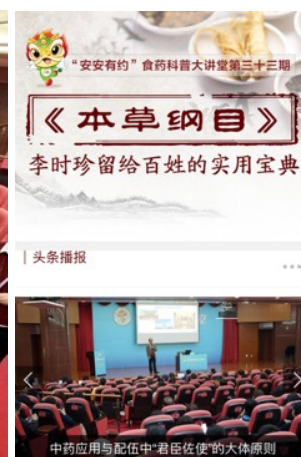 “安安有约”食药科普大讲堂第三十三期
《本草纲目》
李时珍留给百姓的实用宝典
头条播报
中药应用与配伍中“君臣佐使”的大体原则